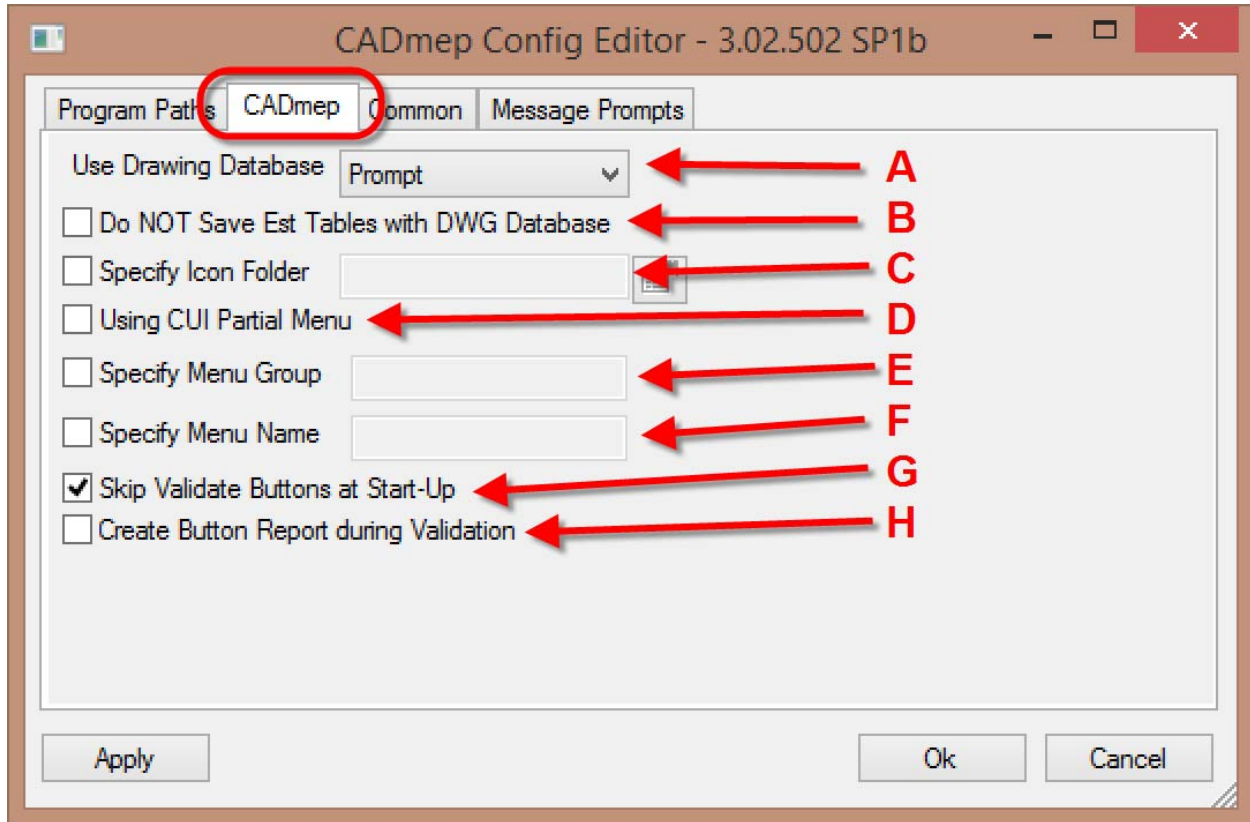 CADmep Config Editor - 3.02.502 SP1b
Program Paths CADmep Common Message Prompts
Use Drawing Database Prompt A
Do NOT Save Est Tables with DWG Database B
Specify Icon Folder C
Using CUI Partial Menu D
Specify Menu Group E
Specify Menu Name F
Skip Validate Buttons at Start-Up G
Create Button Report during Validation H
Apply Ok Cancel